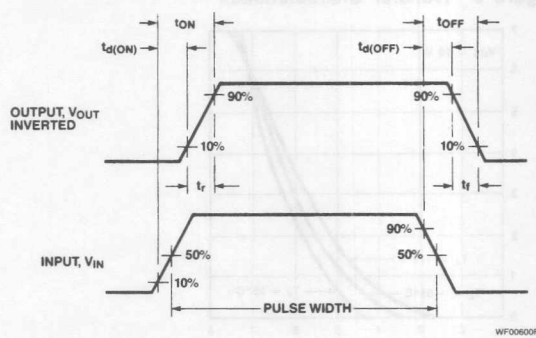 tON
tOFF
td(ON)
td(OFF)
90%
90%
OUTPUT, VOUT
INVERTED
10%
10%
tr
tf
90%
INPUT, VIN
50%
50%
10%
PULSE WIDTH